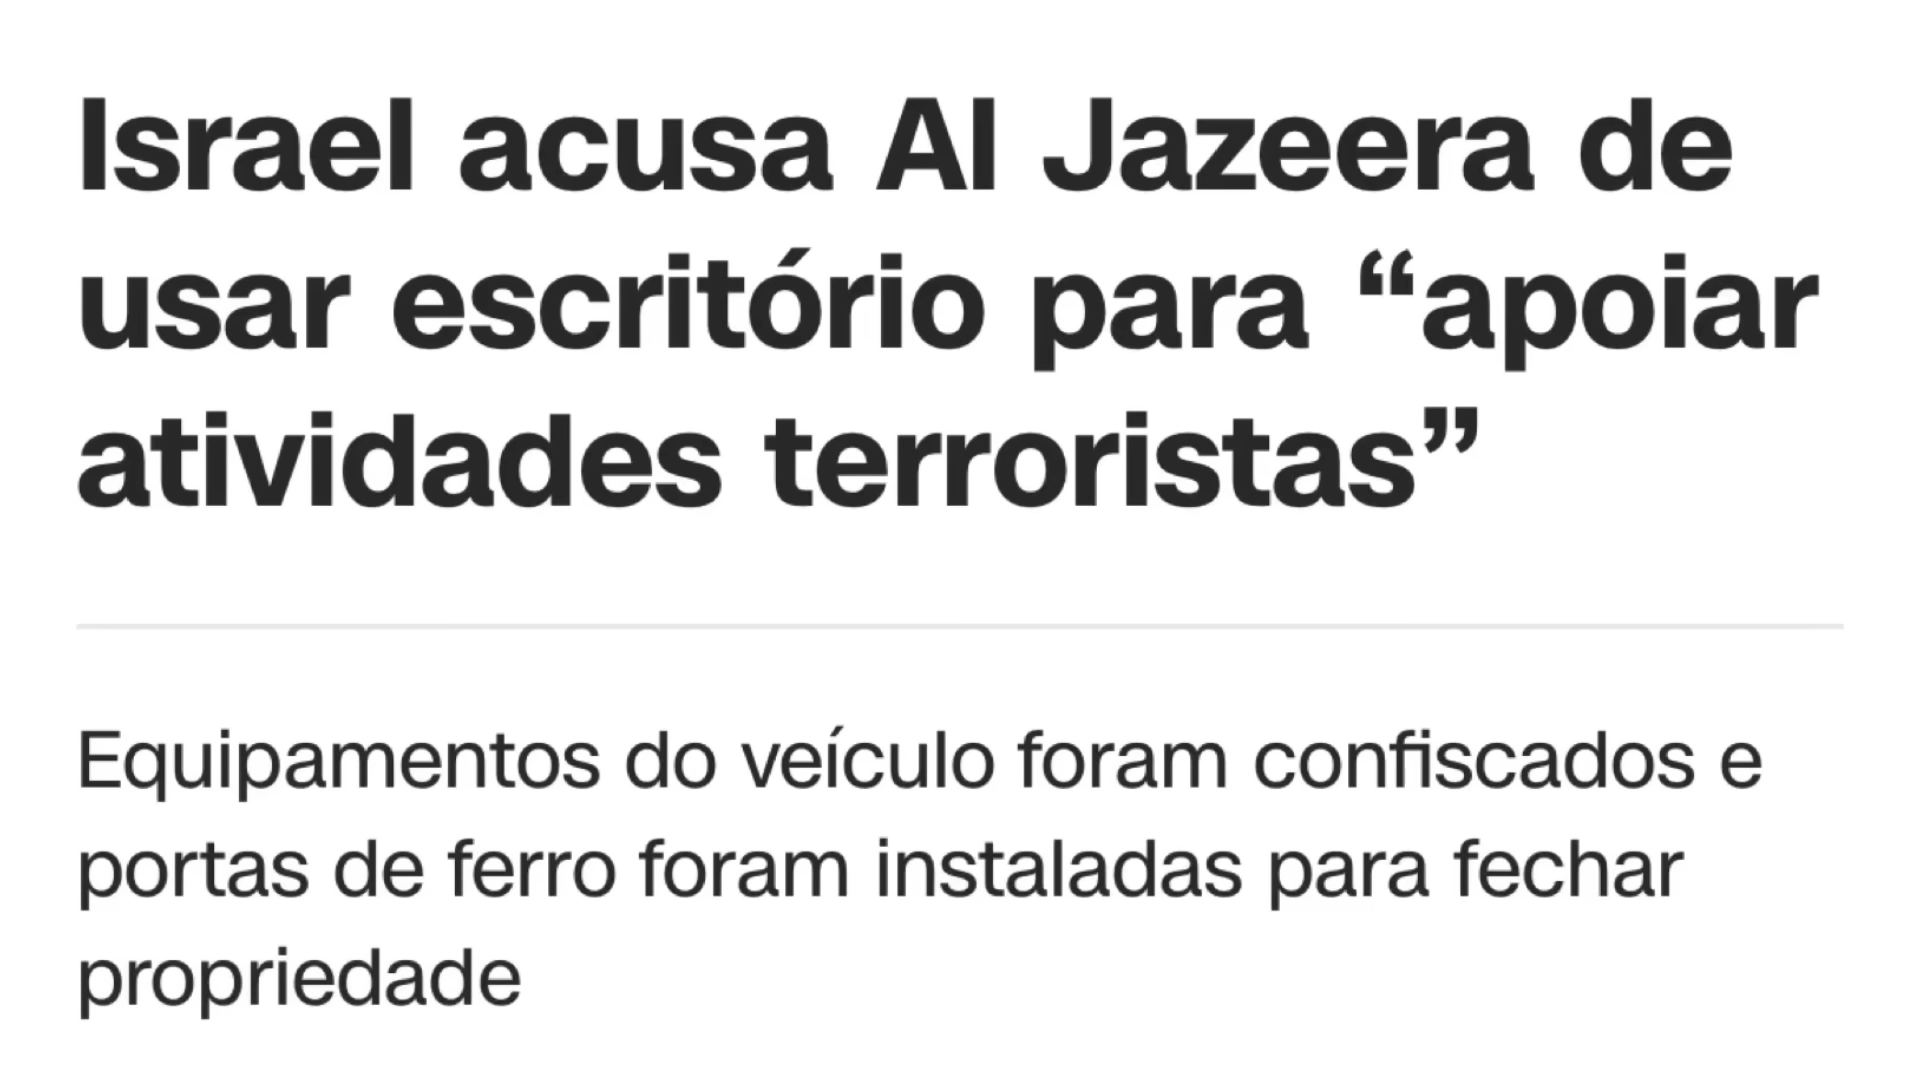 Israel acusa Al Jazeera de
usar escritório para “apoiar
atividades terroristas”
Equipamentos do veículo foram confiscados e
portas de ferro foram instaladas para fechar
propriedade